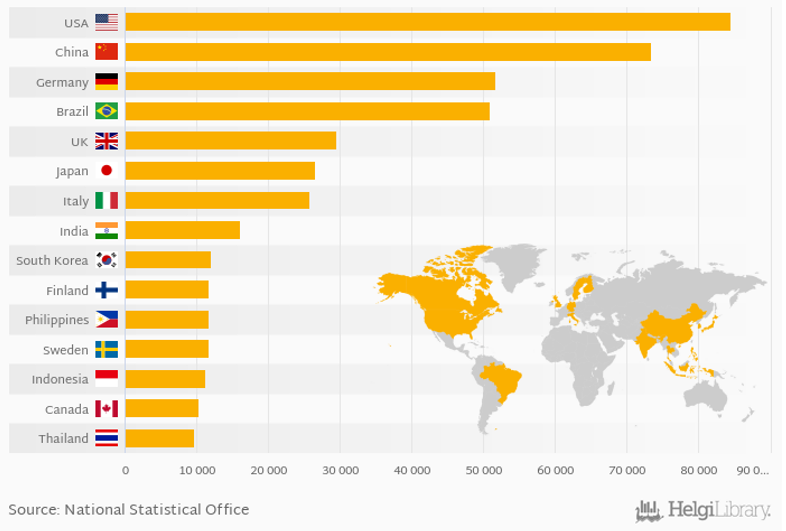 USA
China
Germany
Brazil
UK
Japan
Italy
India
South Korea
Finland
Philippines
Sweden
Indonesia
Canada
Thailand
0 10 000 20 000 30 000 40 000 50 000 60 000 70 000 80 000 90 0...
Source: National Statistical Office
HelgiLibrary.